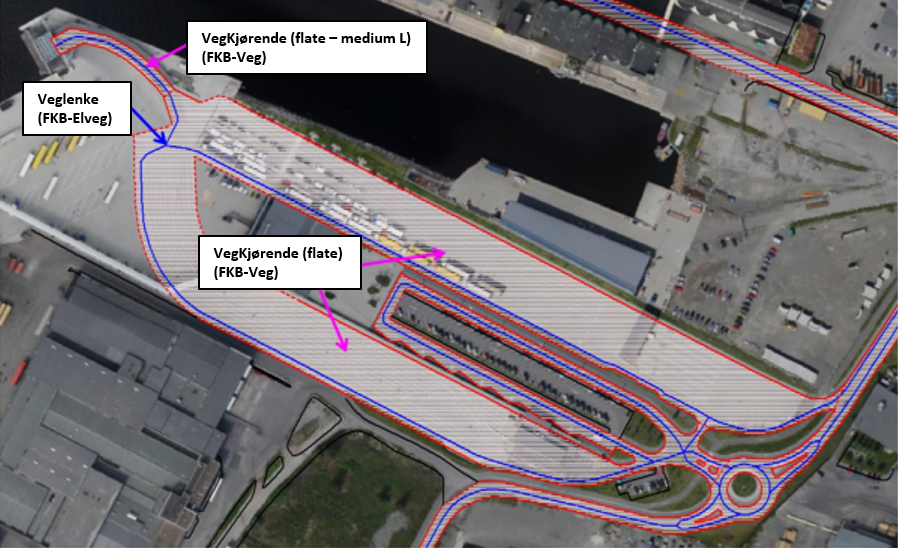 VegKjørende (flate – medium L)
(FKB-Veg)
Veglenke
(FKB-Elveg)
VegKjørende (flate)
(FKB-Veg)